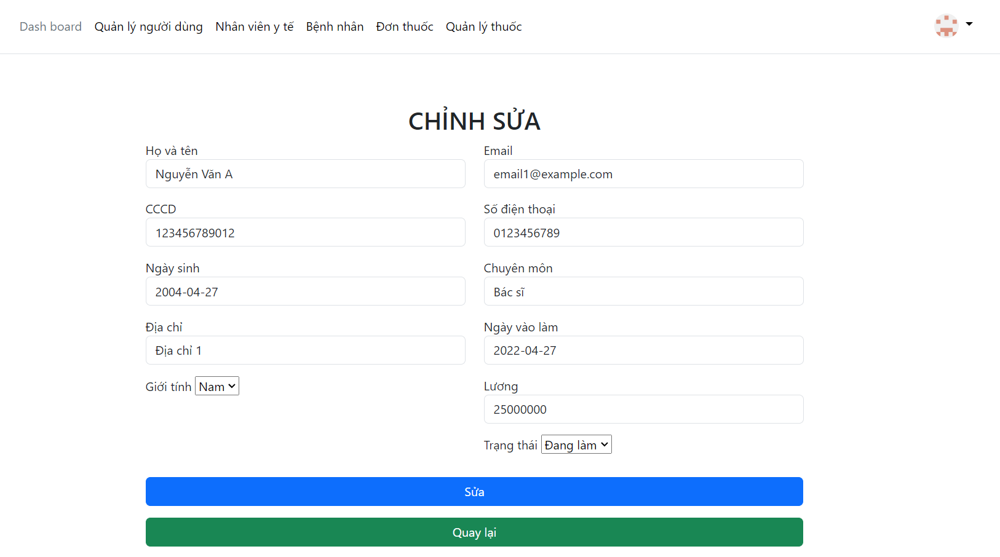 Dash board Quản lý người dùng Nhân viên y tế Bệnh nhân Đơn thuốc Quản lý thuốc
CHỈNH SỬA
Họ và tên
Nguyễn Văn A
Email
email1@example.com
CCCD
123456789012
Số điện thoại
0123456789
Ngày sinh
2004-04-27
Chuyên môn
Bác sĩ
Địa chỉ
Địa chỉ 1
Ngày vào làm
2022-04-27
Giới tính Nam
Lương
25000000
Trạng thái Đang làm
Sửa
Quay lại